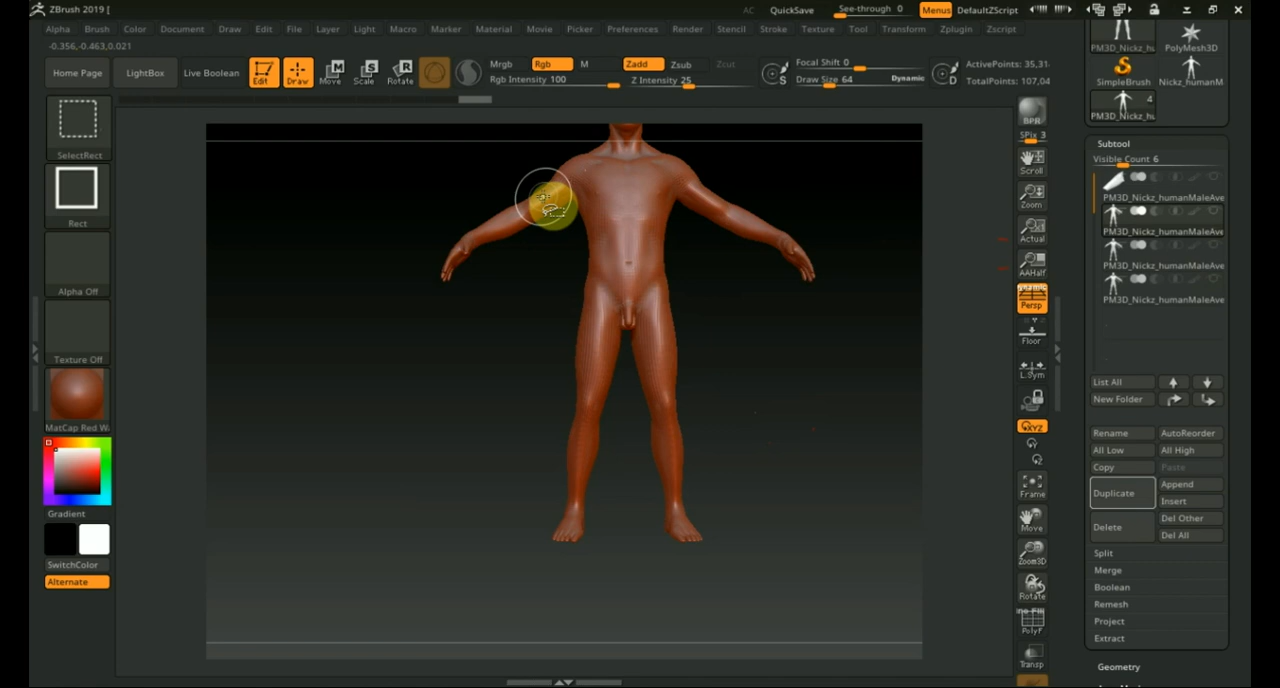 ZBrush 2019 [
AC QuickSave See-through 0 Menus DefaultZScript
Alpha Brush Document Draw Edit File Layer Light Macro Marker Material Movie Picker Preferences Render Stencil Stroke Texture Tool Transform Zplugin Zscript
-0.356,-0.463,0.021
Home Page LightBox Live Boolean Edit Draw Move Scale Rotate
Mrgb Rgb M Zadd Zsub Zcut
Rgb Intensity 100 Z Intensity 25
Focal Shift 0
Draw Size 64 Dynamic
ActivePoints: 35,31
TotalPoints: 107,04
S
D
SelectRect
Rect
Alpha Off
Texture Off
MatCap Red W
Gradient
SwitchColor
Alternate
BPR
SPix 3
Scroll
Zoom
Actual
AAHalf
Persp
Floor
L.Sym
XYZ
Frame
Move
Zoom3D
Rotate
PolyF
Transp
PM3D_Nickz_hu PolyMesh3D
SimpleBrush Nickz_humanM
4
PM3D_Nickz_hu
Subtool
Visible Count 6
PM3D_Nickz_humanMaleAve
PM3D_Nickz_humanMaleAve
PM3D_Nickz_humanMaleAve
PM3D_Nickz_humanMaleAve
List All
New Folder
Rename AutoReorder
All Low All High
Copy Paste
Duplicate Append
Insert
Delete Del Other
Del All
Split
Merge
Boolean
Remesh
Project
Extract
Geometry